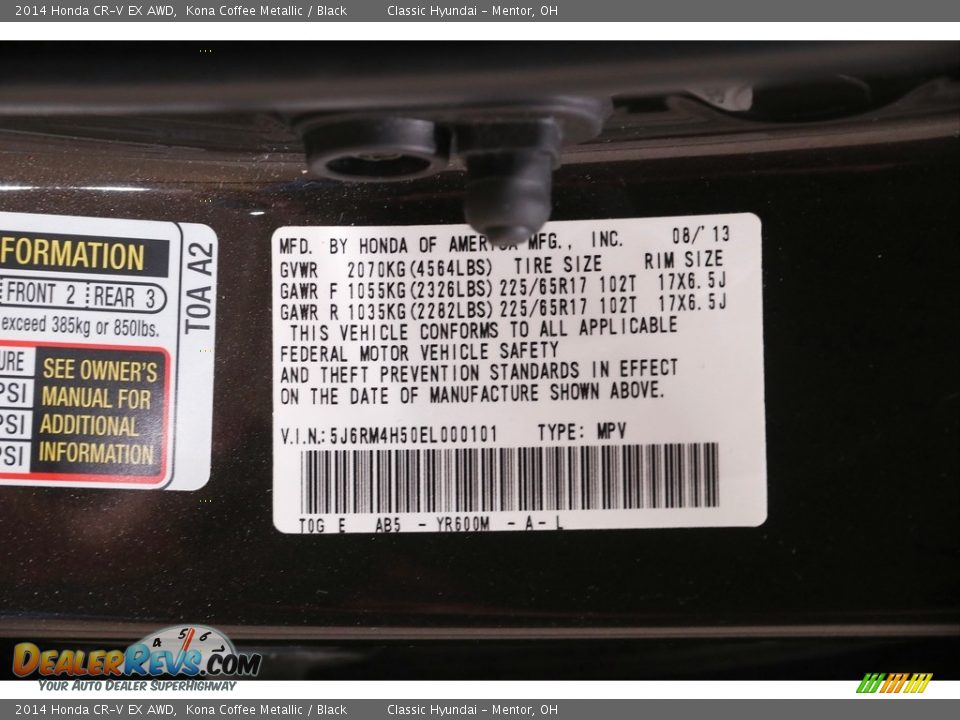 2014 Honda CR-V EX AWD, Kona Coffee Metallic / Black Classic Hyundai - Mentor, OH
FORMATION
FRONT 2 REAR 3
exceed 385kg or 850lbs.
URE
PSI
PSI
PSI
SEE OWNER'S
MANUAL FOR
ADDITIONAL
INFORMATION
T0A A2
MFD. BY HONDA OF AMERICA MFG., INC. 08/'13
GVWR 2070KG(4564LBS) TIRE SIZE RIM SIZE
GAWR F 1055KG(2326LBS) 225/65R17 102T 17X6.5J
GAWR R 1035KG(2282LBS) 225/65R17 102T 17X6.5J
THIS VEHICLE CONFORMS TO ALL APPLICABLE
FEDERAL MOTOR VEHICLE SAFETY
AND THEFT PREVENTION STANDARDS IN EFFECT
ON THE DATE OF MANUFACTURE SHOWN ABOVE.
V.I.N.: 5J6RM4H50EL000101 TYPE: MPV
T0G E AB5 - YR600M - A - L
4 5 6 7
DEALERREVS.COM
YOUR AUTO DEALER SUPERHIGHWAY
2014 Honda CR-V EX AWD, Kona Coffee Metallic / Black Classic Hyundai - Mentor, OH